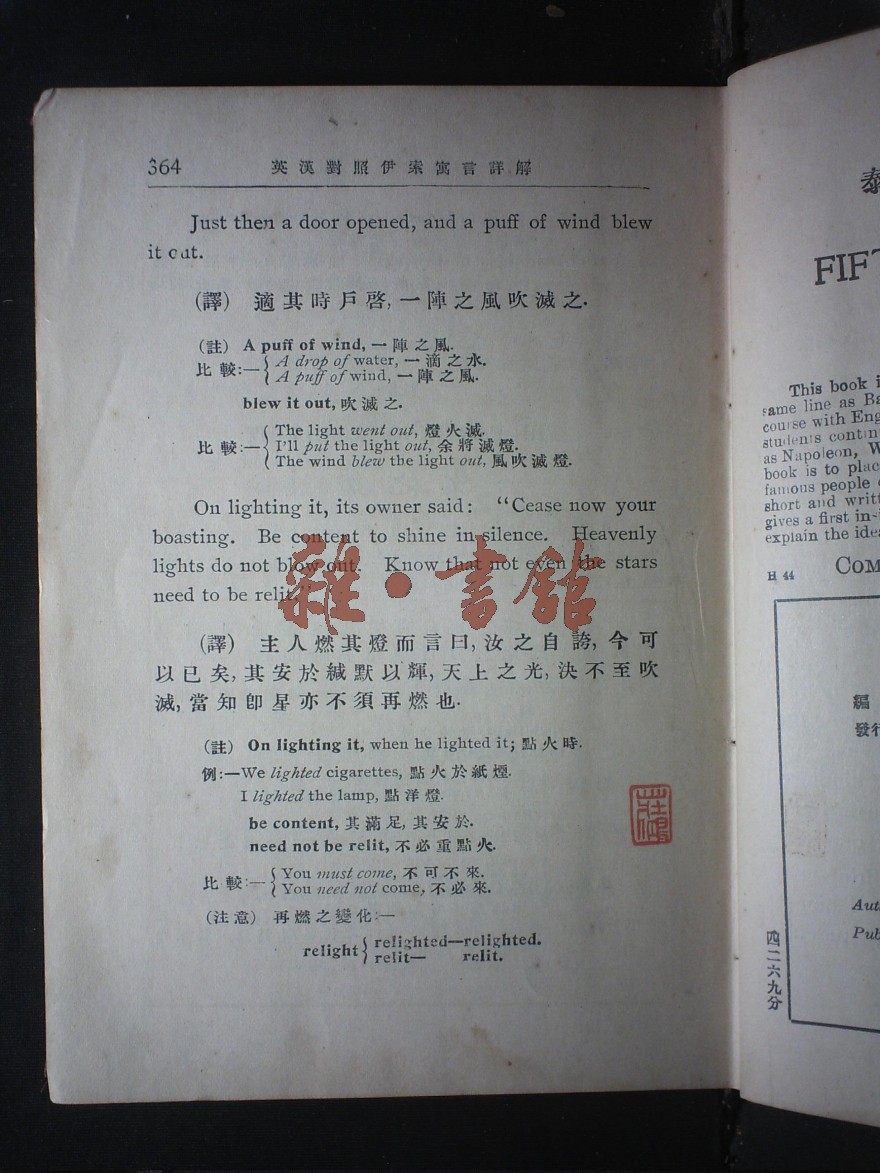 364 英漢對照伊索寓言詳解
Just then a door opened, and a puff of wind blew
it out.
(譯) 適其時戶啓, 一陣之風吹滅之.
(註) A puff of wind, 一陣之風.
比較:— { A drop of water, 一滴之水.
A puff of wind, 一陣之風.
blew it out, 吹滅之.
比較:— { The light went out, 燈火滅.
I'll put the light out, 余將滅燈.
The wind blew the light out, 風吹滅燈.
On lighting it, its owner said: “Cease now your
boasting. Be content to shine in silence. Heavenly
lights do not blow out. Know that not even the stars
need to be relit.”
(譯) 主人燃其燈而言曰, 汝之自誇, 今可
以已矣, 其安於緘默以輝, 天上之光, 決不至吹
滅, 當知卽星亦不須再燃也.
(註) On lighting it, when he lighted it; 點火時.
例:—We lighted cigarettes, 點火於紙煙.
I lighted the lamp, 點洋燈.
be content, 其滿足, 其安於.
need not be relit, 不必重點火.
比較:— { You must come, 不可不來.
You need not come, 不必來.
(注意) 再燃之變化:—
relight { relighted—relighted.
relit— relit.
雜·書館
泰
FIFT
This book i
same line as Ba
course with Eng
students contin
as Napoleon, W
book is to plac
famous people
short and writt
gives a first in-
explain the idea
H 44 COM
編
發行
Aut
Pub
四二六九分